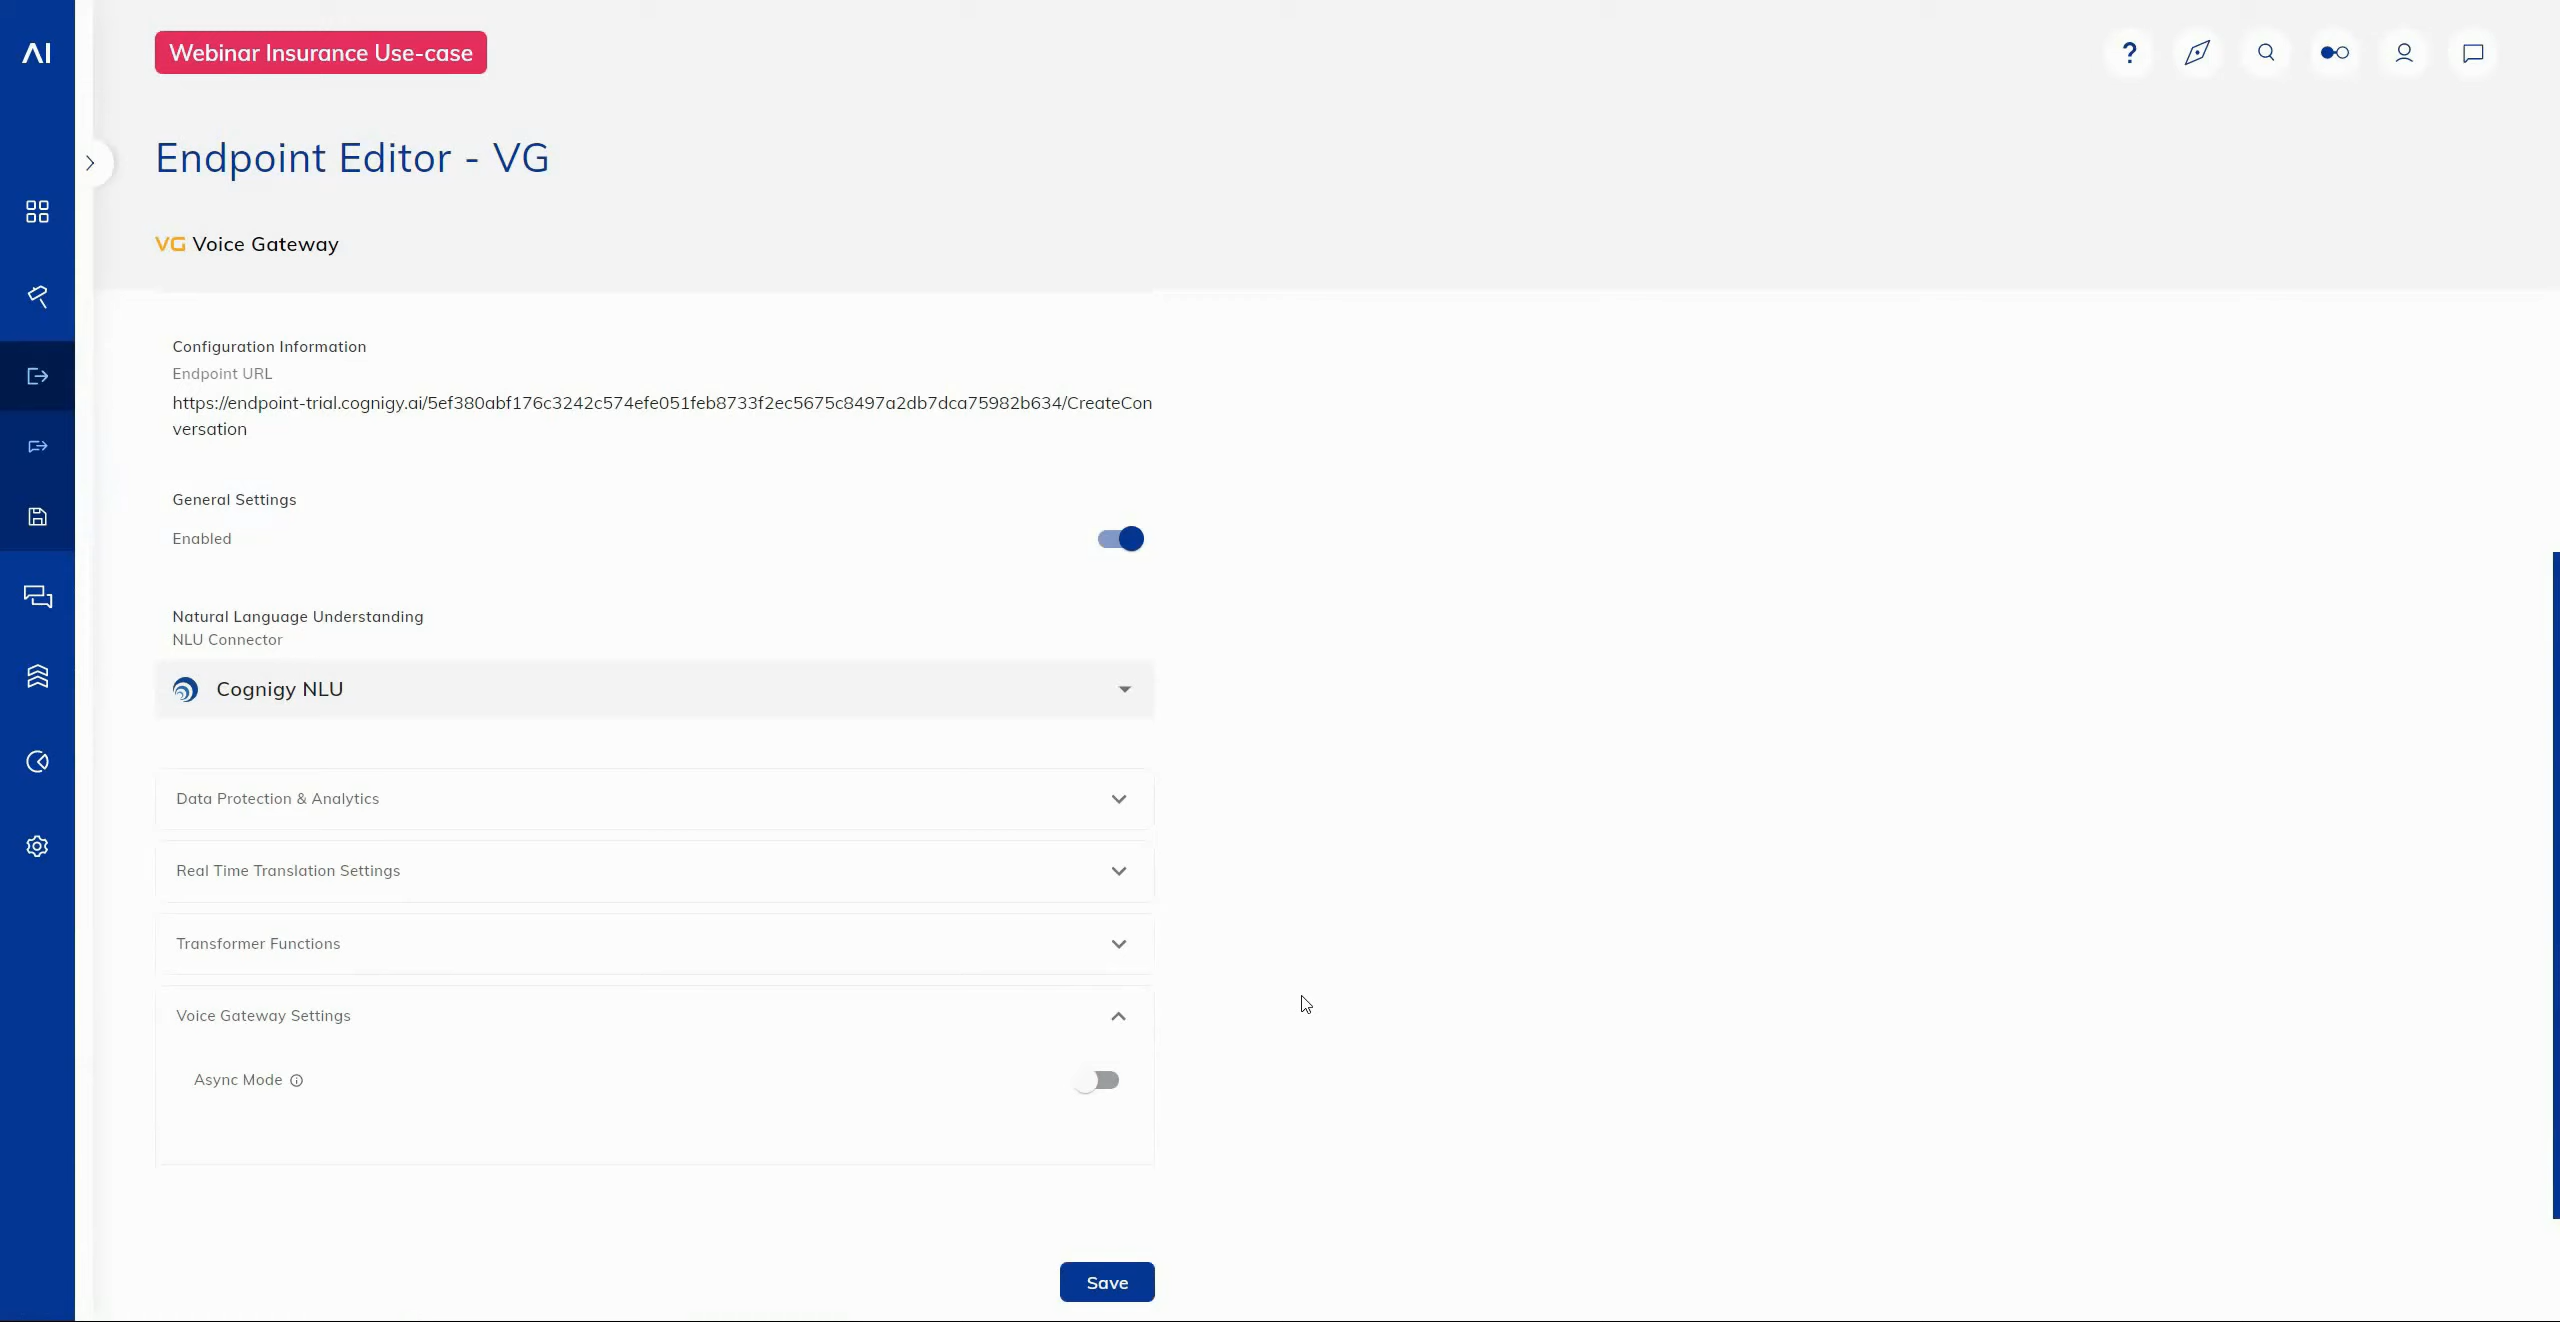 AI
Webinar Insurance Use-case
?
Endpoint Editor - VG
VG Voice Gateway
Configuration Information
Endpoint URL
https://endpoint-trial.cognigy.ai/5ef380abf176c3242c574efe051feb8733f2ec5675c8497a2db7dca75982b634/CreateCon
versation
General Settings
Enabled
Natural Language Understanding
NLU Connector
Cognigy NLU
Data Protection & Analytics
Real Time Translation Settings
Transformer Functions
Voice Gateway Settings
Async Mode
Save